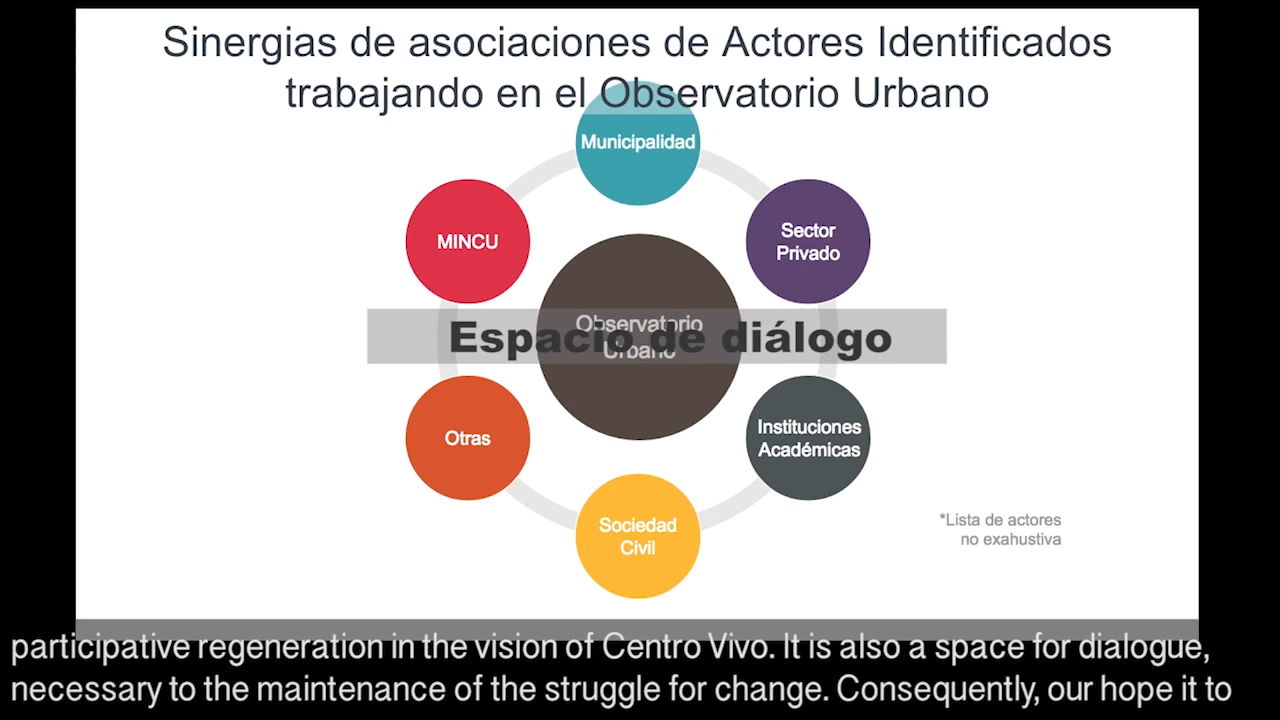 Sinergias de asociaciones de Actores Identificados
trabajando en el Observatorio Urbano
Municipalidad
MINCU
Sector
Privado
Observatorio
Urbano
Espacio de diálogo
Otras
Instituciones
Académicas
Sociedad
Civil
*Lista de actores
no exahustiva
participative regeneration in the vision of Centro Vivo. It is also a space for dialogue,
necessary to the maintenance of the struggle for change. Consequently, our hope it to